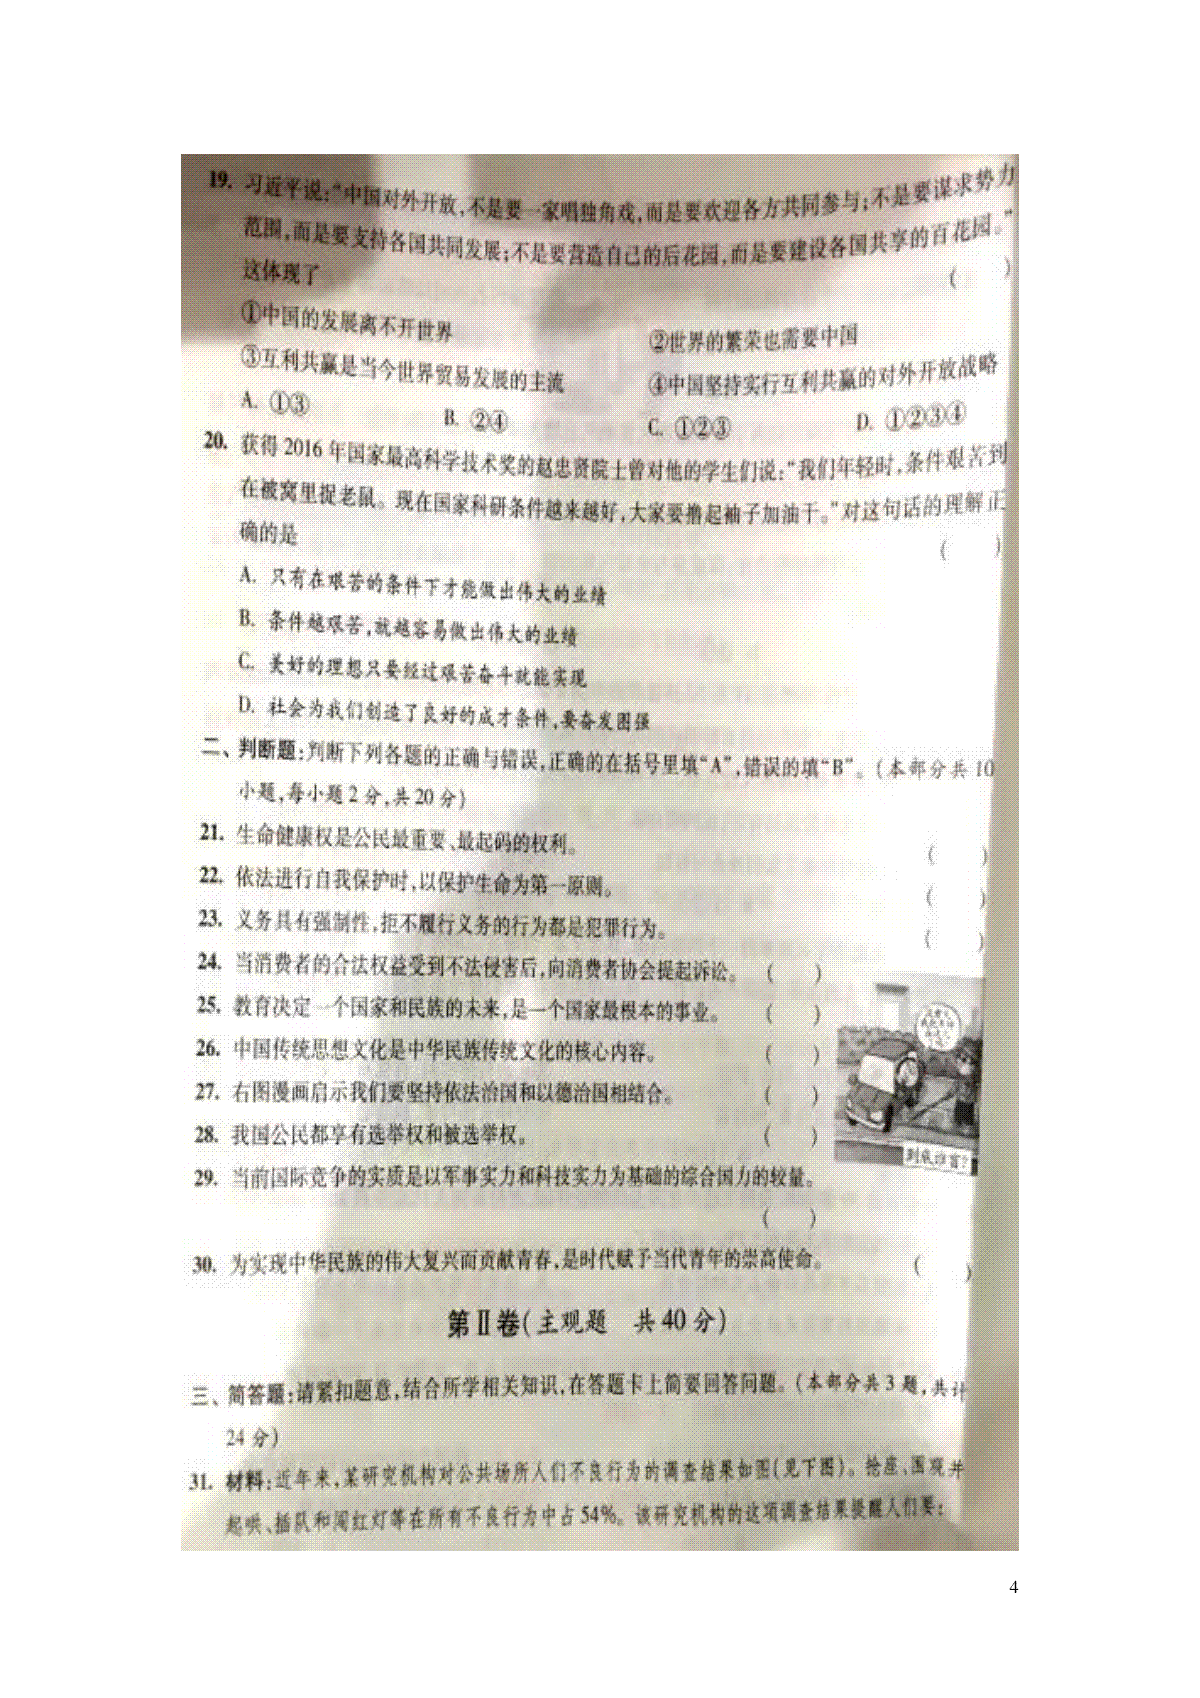 19. 习近平说:“中国对外开放,不是要一家唱独角戏,而是要欢迎各方共同参与;不是要谋求势力
范围,而是要支持各国共同发展;不是要营造自己的后花园,而是要建设各国共享的百花园。”
这体现了 (  )
①中国的发展离不开世界 ②世界的繁荣也需要中国
③互利共赢是当今世界贸易发展的主流 ④中国坚持实行互利共赢的对外开放战略
A. ①③ B. ②④ C. ①②③ D. ①②③④
20. 获得2016年国家最高科学技术奖的赵忠贤院士曾对他的学生们说:“我们年轻时,条件艰苦到
在被窝里捉老鼠。现在国家科研条件越来越好,大家要撸起袖子加油干。”对这句话的理解正
确的是 (  )
A. 只有在艰苦的条件下才能做出伟大的业绩
B. 条件越艰苦,就越容易做出伟大的业绩
C. 美好的理想只要经过艰苦奋斗就能实现
D. 社会为我们创造了良好的成才条件,要奋发图强
二、判断题:判断下列各题的正确与错误,正确的在括号里填“A”,错误的填“B”。(本部分共10
小题,每小题2分,共20分)
21. 生命健康权是公民最重要、最起码的权利。 (  )
22. 依法进行自我保护时,以保护生命为第一原则。 (  )
23. 义务具有强制性,拒不履行义务的行为都是犯罪行为。 (  )
24. 当消费者的合法权益受到不法侵害后,向消费者协会提起诉讼。 (  )
25. 教育决定一个国家和民族的未来,是一个国家最根本的事业。 (  )
26. 中国传统思想文化是中华民族传统文化的核心内容。 (  )
27. 右图漫画启示我们要坚持依法治国和以德治国相结合。 (  )
28. 我国公民都享有选举权和被选举权。 (  )
到底谁盲?
29. 当前国际竞争的实质是以军事实力和科技实力为基础的综合国力的较量。
(  )
30. 为实现中华民族的伟大复兴而贡献青春,是时代赋予当代青年的崇高使命。 (  )
第Ⅱ卷(主观题 共40分)
三、简答题:请紧扣题意,结合所学相关知识,在答题卡上简要回答问题。(本部分共3题,共计
24分)
31. 材料:近年来,某研究机构对公共场所人们不良行为的调查结果如图(见下图)。抢座、围观并
起哄、插队和闯红灯等在所有不良行为中占54%。该研究机构的这项调查结果提醒人们要:
4